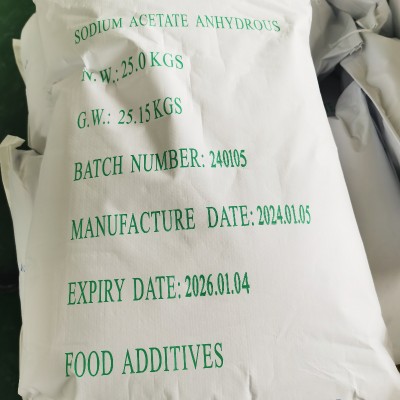 SODIUM ACETATE ANHYDROUS
N.W.: 25.0 KGS
G.W.: 25.15 KGS
BATCH NUMBER: 240105
MANUFACTURE DATE: 2024.01.05
EXPIRY DATE: 2026.01.04
FOOD ADDITIVES